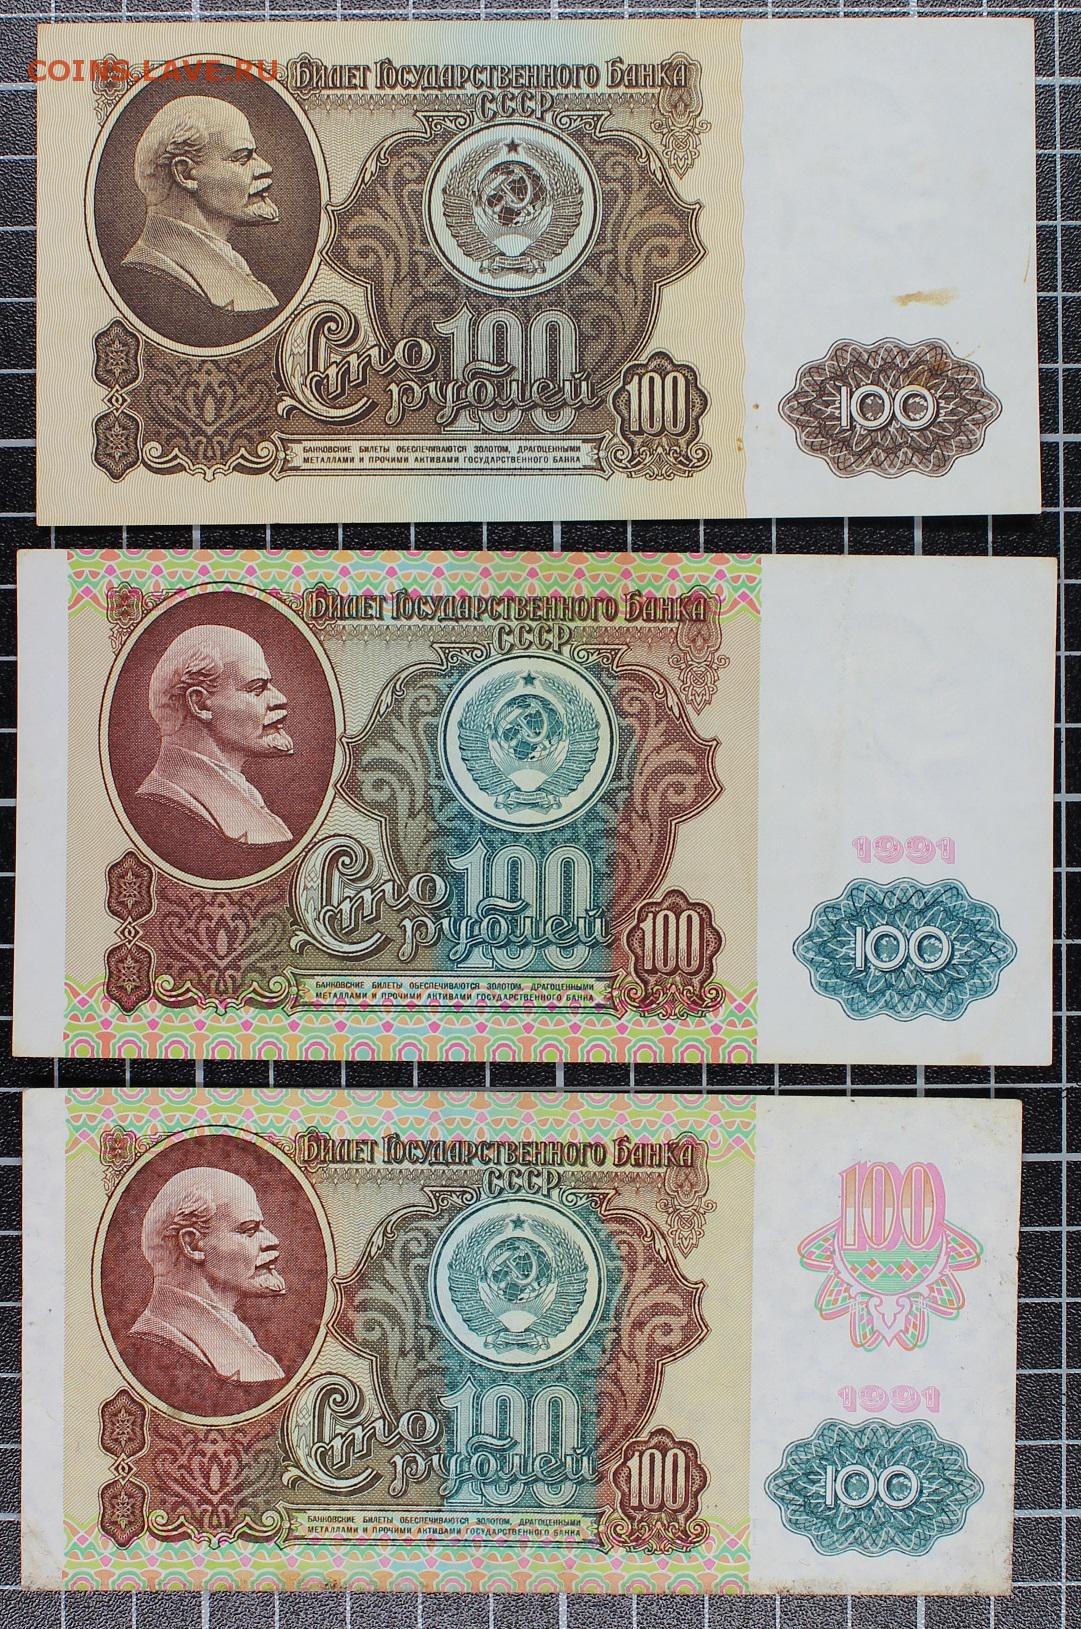 COINS.LAVE.RU
Билет Государственного Банка
СССР
100
Сто
рублей
100
100
БАНКОВСКИЕ БИЛЕТЫ ОБЕСПЕЧИВАЮТСЯ ЗОЛОТОМ, ДРАГОЦЕННЫМИ
МЕТАЛЛАМИ И ПРОЧИМИ АКТИВАМИ ГОСУДАРСТВЕННОГО БАНКА
Билет Государственного Банка
СССР
1991
100
Сто
рублей
100
100
БАНКОВСКИЕ БИЛЕТЫ ОБЕСПЕЧИВАЮТСЯ ЗОЛОТОМ, ДРАГОЦЕННЫМИ
МЕТАЛЛАМИ И ПРОЧИМИ АКТИВАМИ ГОСУДАРСТВЕННОГО БАНКА
Билет Государственного Банка
СССР
100
1991
100
Сто
рублей
100
100
БАНКОВСКИЕ БИЛЕТЫ ОБЕСПЕЧИВАЮТСЯ ЗОЛОТОМ, ДРАГОЦЕННЫМИ
МЕТАЛЛАМИ И ПРОЧИМИ АКТИВАМИ ГОСУДАРСТВЕННОГО БАНКА